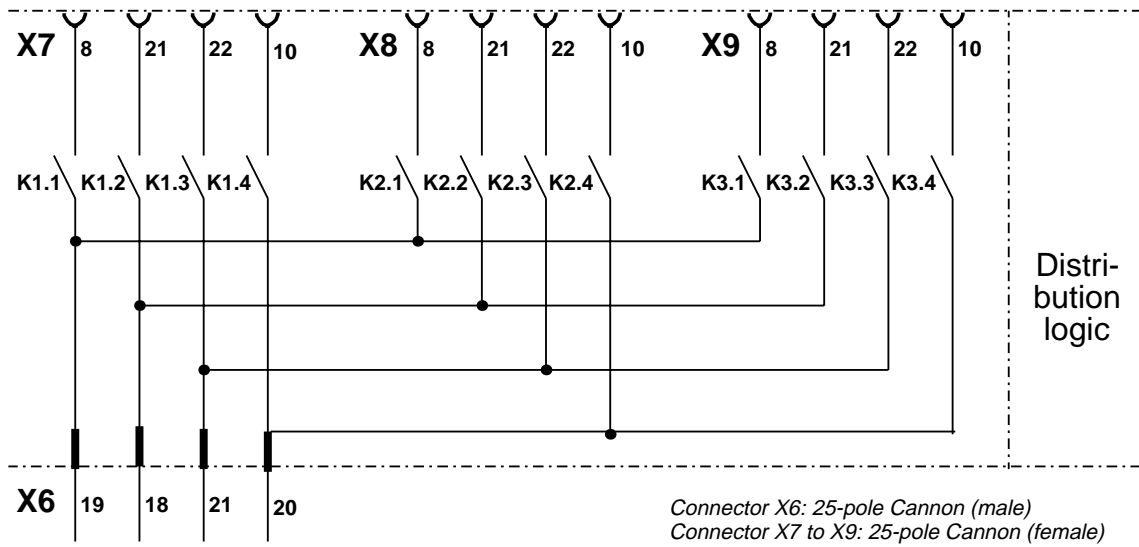 X7 8 21 22 10 X8 8 21 22 10 X9 8 21 22 10
K1.1 K1.2 K1.3 K1.4 K2.1 K2.2 K2.3 K2.4 K3.1 K3.2 K3.3 K3.4
Distri-
bution
logic
X6 19 18 21 20
Connector X6: 25-pole Cannon (male)
Connector X7 to X9: 25-pole Cannon (female)